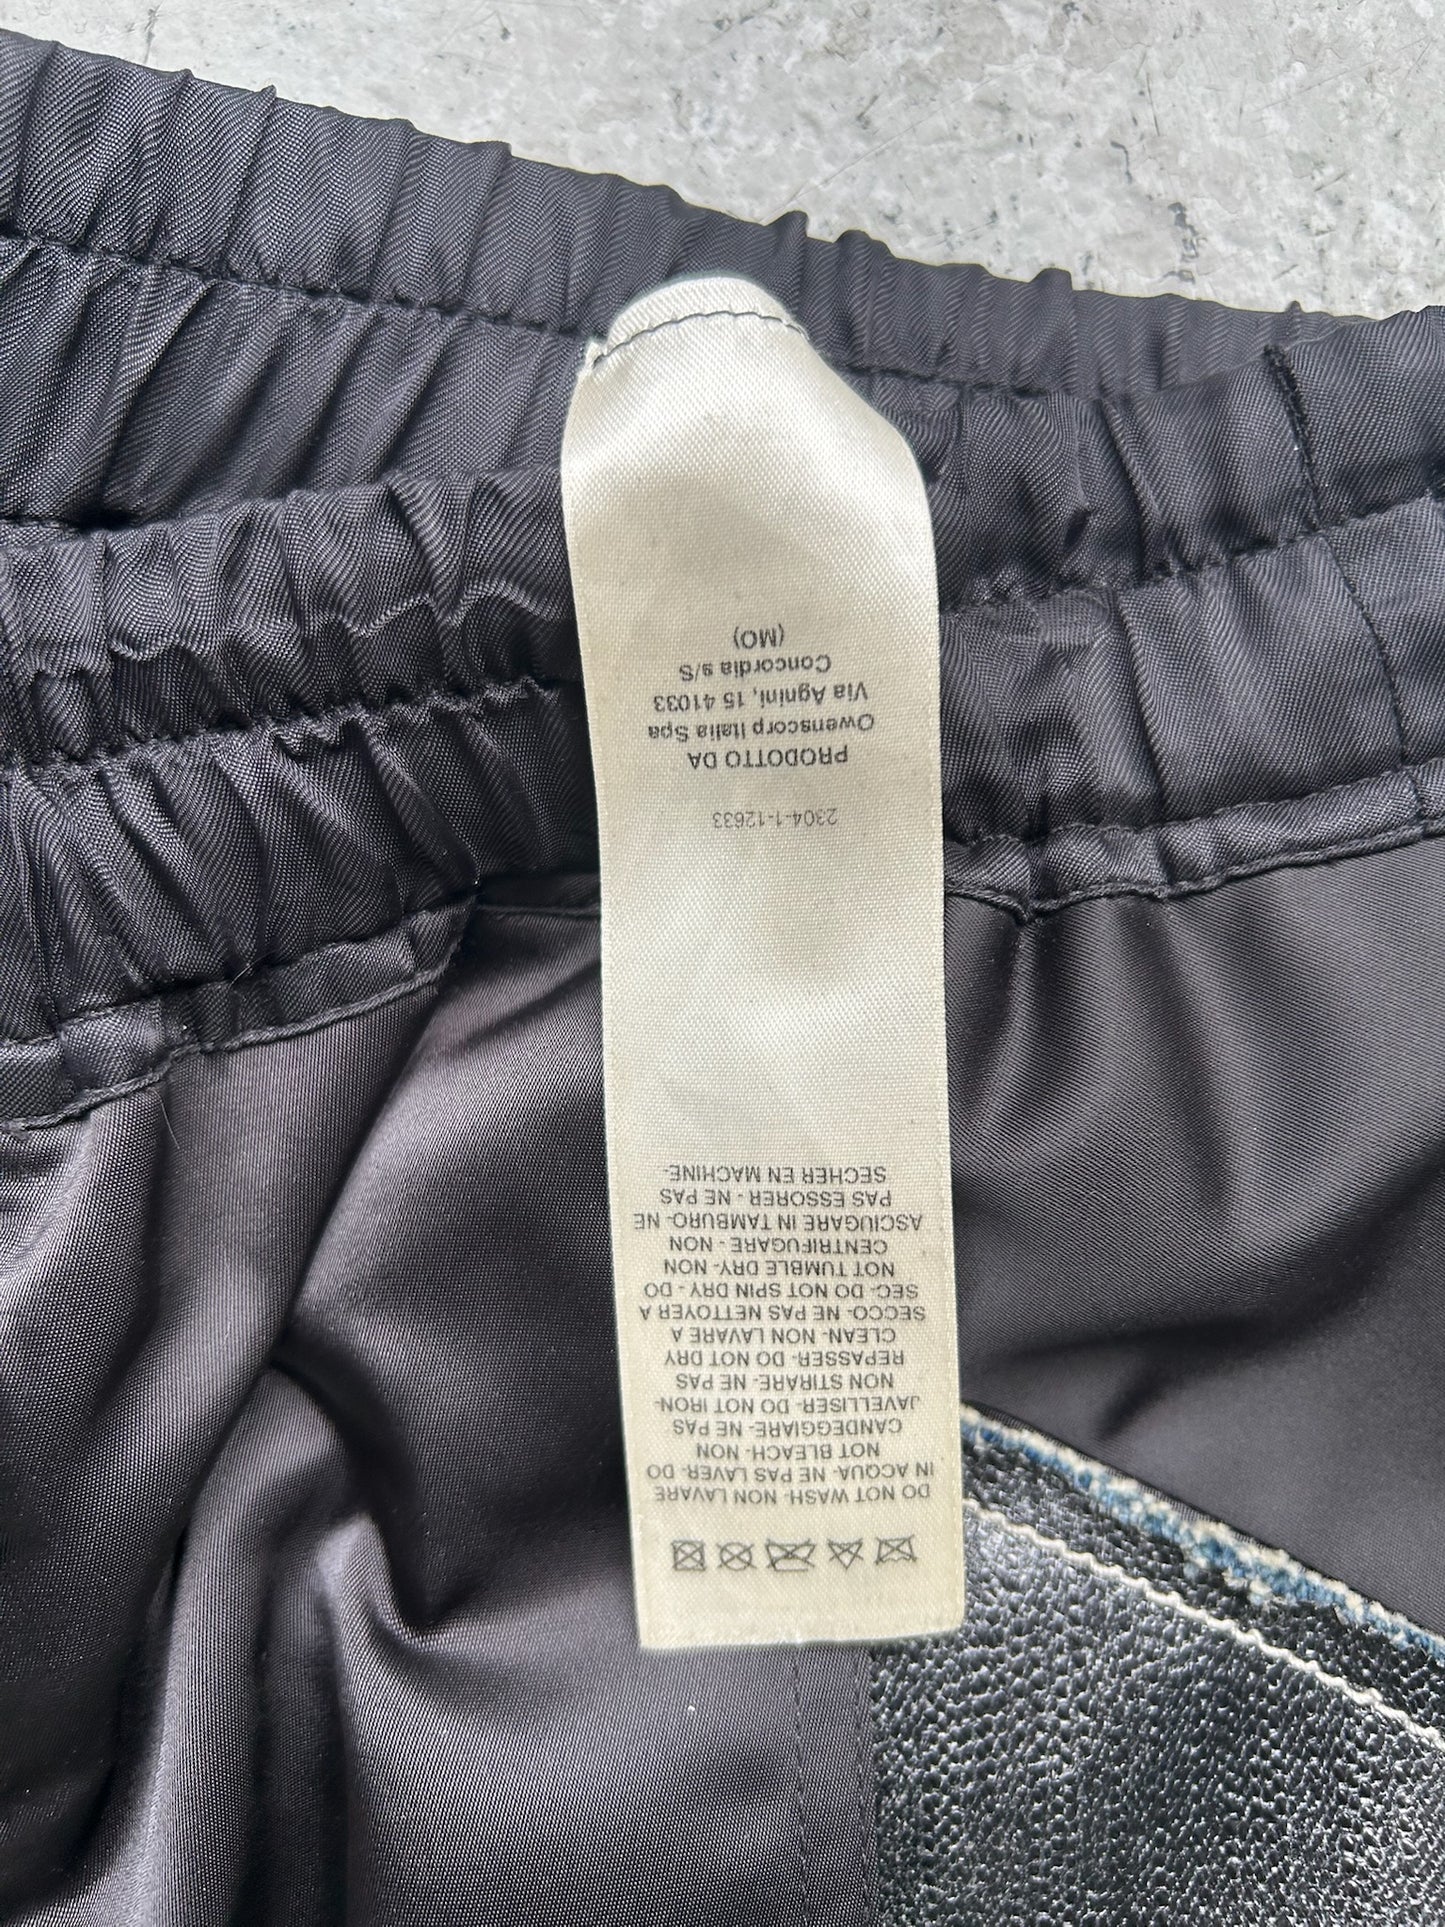 DO NOT WASH- NON LAVARE
IN ACQUA- NE PAS LAVER- DO
NOT BLEACH- NON
CANDEGGIARE- NE PAS
JAVELLISER- DO NOT IRON-
NON STIRARE- NE PAS
REPASSER- DO NOT DRY
CLEAN- NON LAVARE A
SECCO- NE PAS NETTOYER A
SEC- DO NOT SPIN DRY - DO
NOT TUMBLE DRY- NON
CENTRIFUGARE - NON
ASCIUGARE IN TAMBURO- NE
PAS ESSORER - NE PAS
SECHER EN MACHINE-
2304-1-12633
PRODOTTO DA
Owenscorp Italia Spa
Via Agnini, 15 41033
Concordia s/S
(MO)